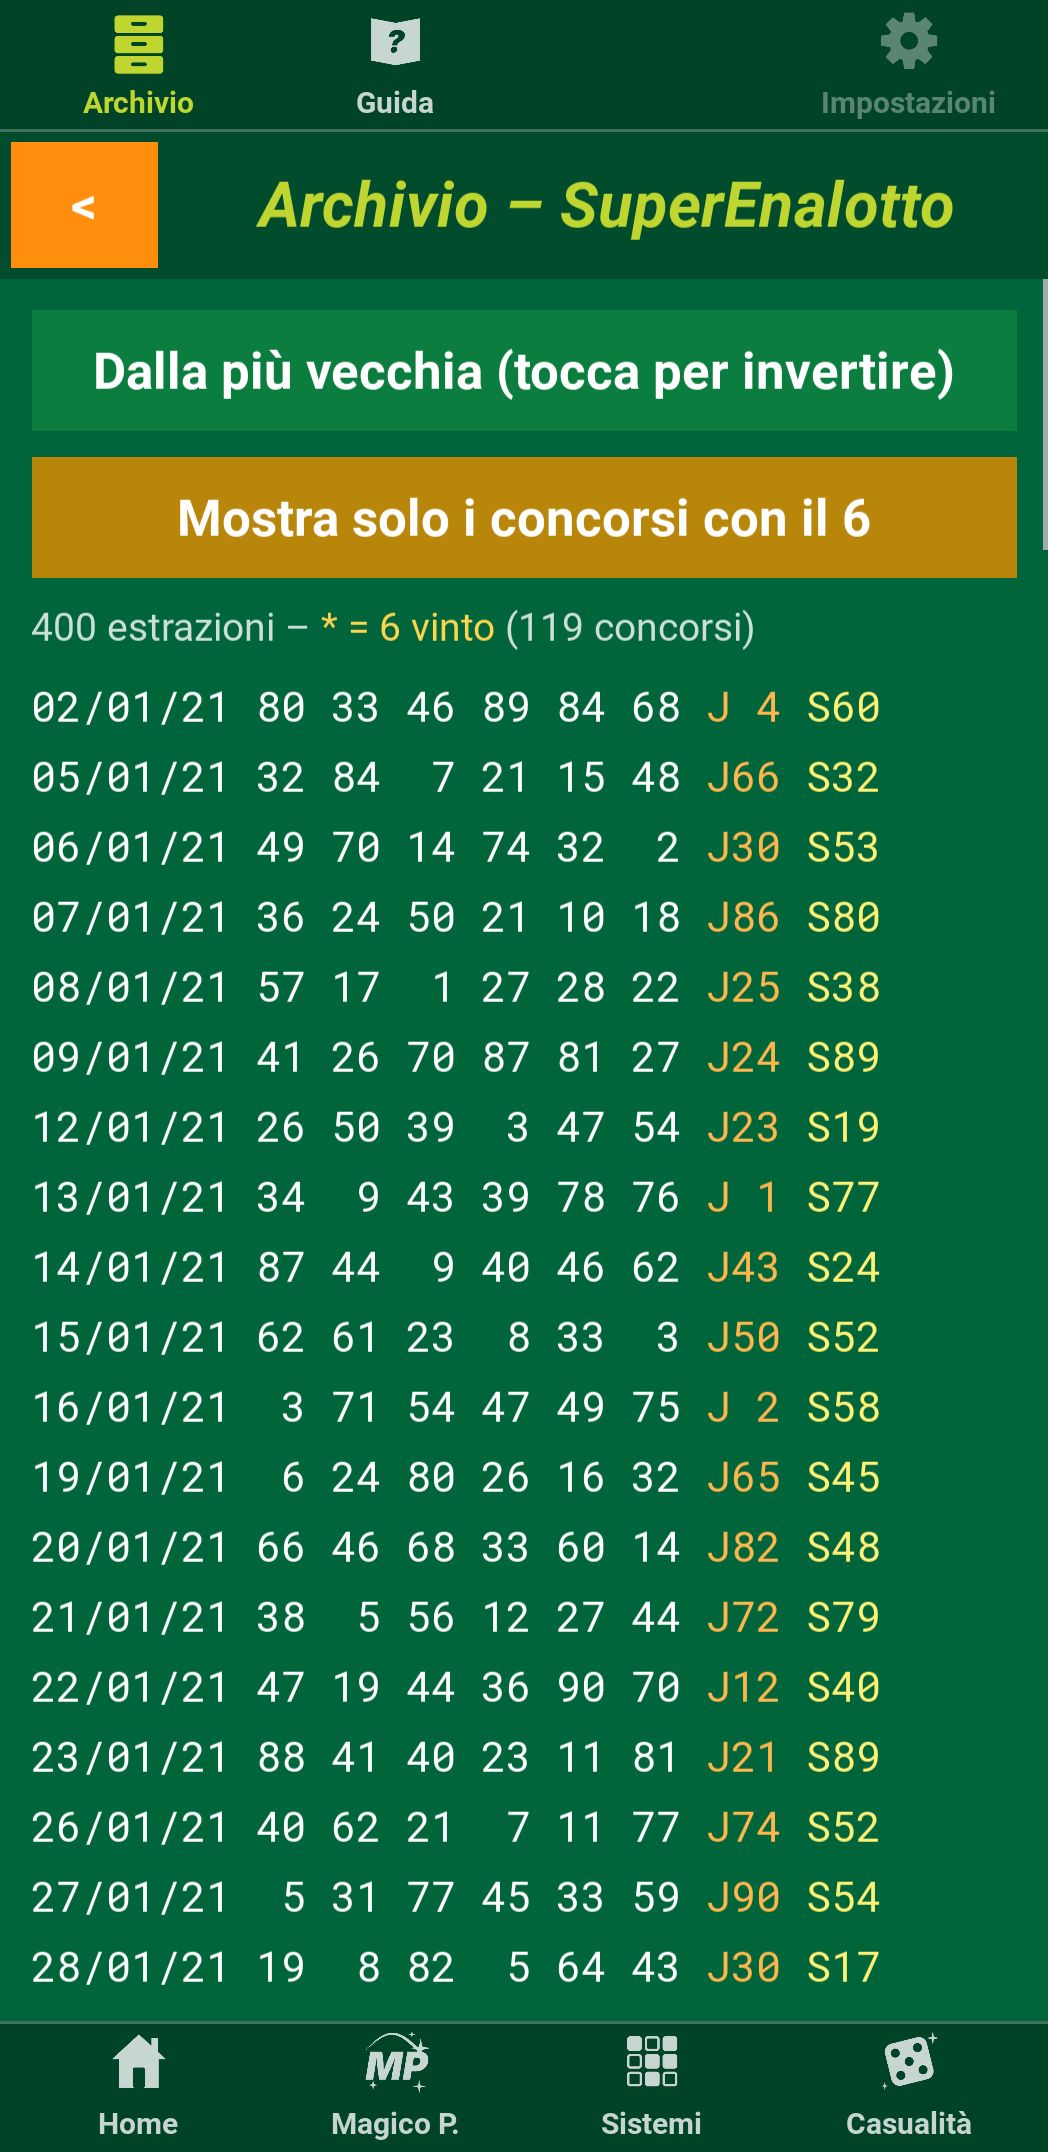 Archivio Guida Impostazioni
< Archivio – SuperEnalotto
Dalla più vecchia (tocca per invertire)
Mostra solo i concorsi con il 6
400 estrazioni – * = 6 vinto (119 concorsi)
02/01/21 80 33 46 89 84 68 J 4 S60
05/01/21 32 84 7 21 15 48 J66 S32
06/01/21 49 70 14 74 32 2 J30 S53
07/01/21 36 24 50 21 10 18 J86 S80
08/01/21 57 17 1 27 28 22 J25 S38
09/01/21 41 26 70 87 81 27 J24 S89
12/01/21 26 50 39 3 47 54 J23 S19
13/01/21 34 9 43 39 78 76 J 1 S77
14/01/21 87 44 9 40 46 62 J43 S24
15/01/21 62 61 23 8 33 3 J50 S52
16/01/21 3 71 54 47 49 75 J 2 S58
19/01/21 6 24 80 26 16 32 J65 S45
20/01/21 66 46 68 33 60 14 J82 S48
21/01/21 38 5 56 12 27 44 J72 S79
22/01/21 47 19 44 36 90 70 J12 S40
23/01/21 88 41 40 23 11 81 J21 S89
26/01/21 40 62 21 7 11 77 J74 S52
27/01/21 5 31 77 45 33 59 J90 S54
28/01/21 19 8 82 5 64 43 J30 S17
MP
Home Magico P. Sistemi Casualità